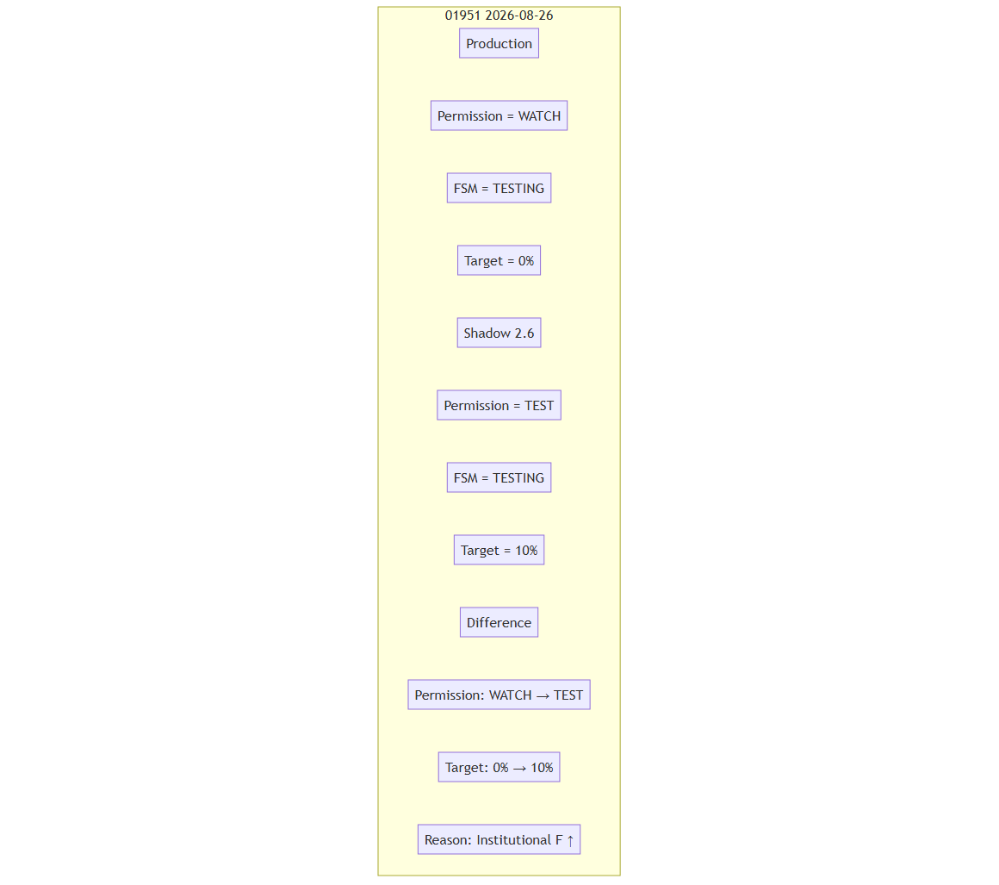 01951 2026-08-26
Production
Permission = WATCH
FSM = TESTING
Target = 0%
Shadow 2.6
Permission = TEST
FSM = TESTING
Target = 10%
Difference
Permission: WATCH → TEST
Target: 0% → 10%
Reason: Institutional F ↑